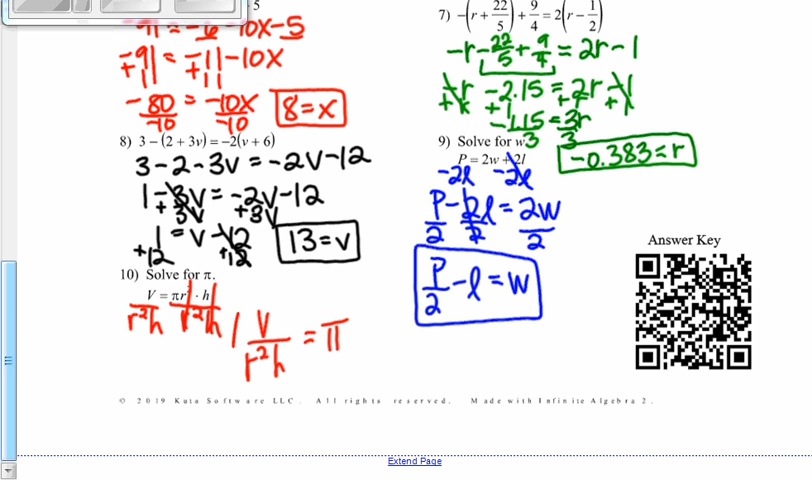 5
-91 = -6 -10x -5
-91 = -11 -10x
+11 +11
-80 = -10x
-10 -10
8 = x
7) -(r + 22/5) + 9/4 = 2(r - 1/2)
-r - 22/5 + 9/4 = 2r - 1
-r - 2.15 = 2r - 1
+r +1 +r +1
-1.15 = 3r
3 3
-0.383 = r
8) 3 − (2 + 3v) = −2(v + 6)
3 - 2 - 3v = -2v - 12
1 - 3v = -2v - 12
+3v +3v
1 = v - 12
+12 +12
13 = v
9) Solve for w
P = 2w + 2l
-2l -2l
P/2 - 2l/2 = 2w/2
P/2 - l = w
10) Solve for π.
V = πr² · h
r²h r²h
V/r²h = π
Answer Key
© 2019 Kuta Software LLC. All rights reserved. Made with Infinite Algebra 2.
Extend Page